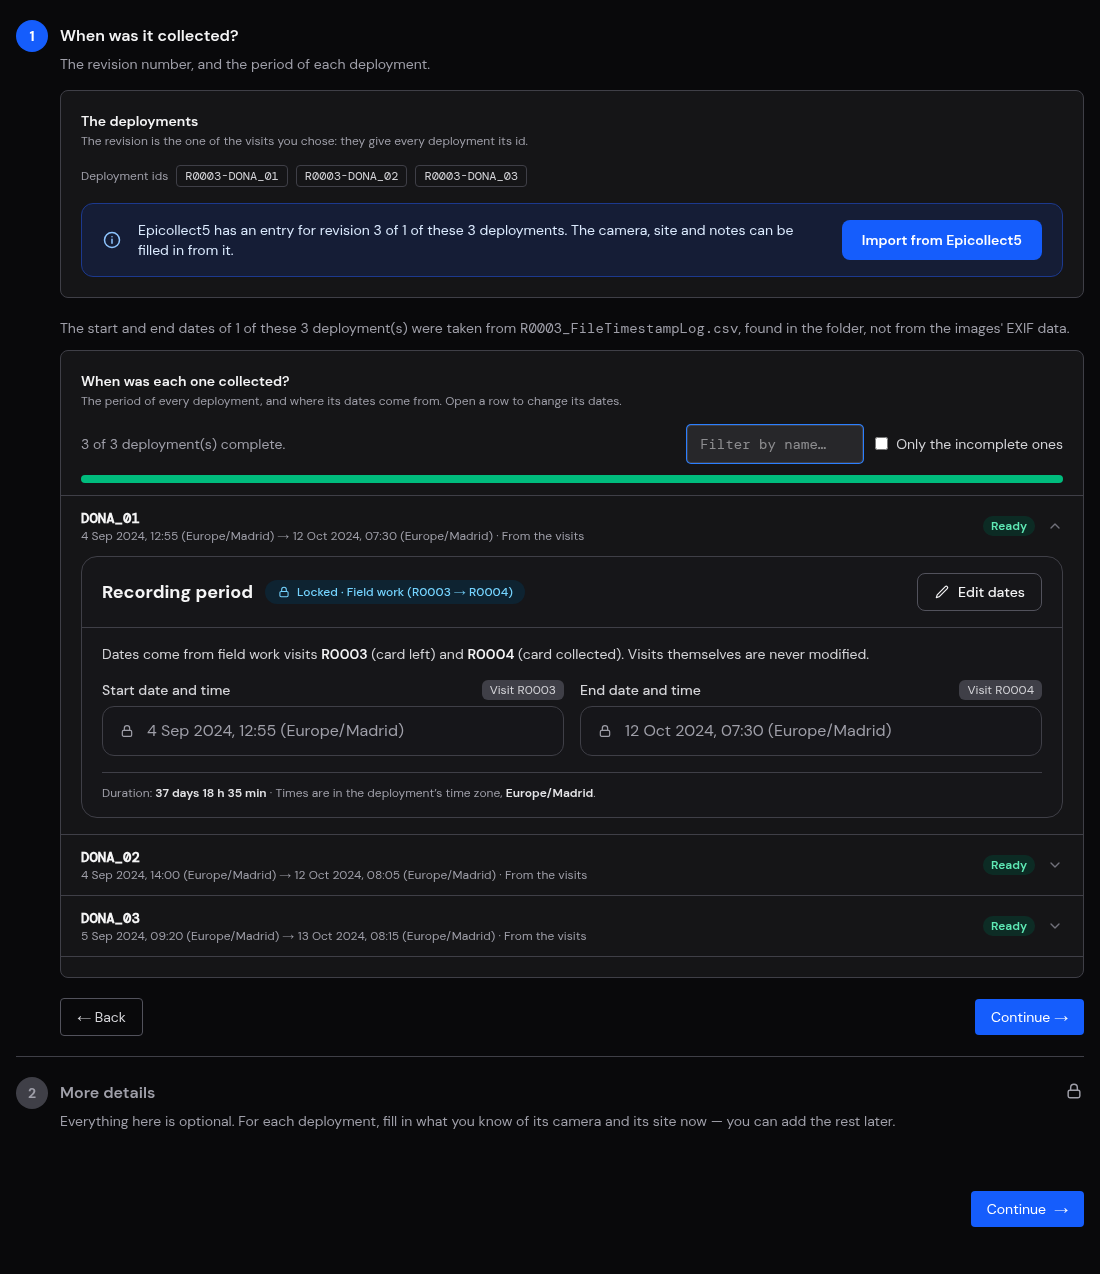 1
When was it collected?
The revision number, and the period of each deployment.
The deployments
The revision is the one of the visits you chose: they give every deployment its id.
Deployment ids R0003-DONA_01 R0003-DONA_02 R0003-DONA_03
Epicollect5 has an entry for revision 3 of 1 of these 3 deployments. The camera, site and notes can be
filled in from it.
Import from Epicollect5
The start and end dates of 1 of these 3 deployment(s) were taken from R0003_FileTimestampLog.csv, found in the folder, not from the images' EXIF data.
When was each one collected?
The period of every deployment, and where its dates come from. Open a row to change its dates.
3 of 3 deployment(s) complete.
Filter by name…
Only the incomplete ones
DONA_01
4 Sep 2024, 12:55 (Europe/Madrid) → 12 Oct 2024, 07:30 (Europe/Madrid) · From the visits
Ready
Recording period
Locked · Field work (R0003 → R0004)
Edit dates
Dates come from field work visits R0003 (card left) and R0004 (card collected). Visits themselves are never modified.
Start date and time
Visit R0003
End date and time
Visit R0004
4 Sep 2024, 12:55 (Europe/Madrid)
12 Oct 2024, 07:30 (Europe/Madrid)
Duration: 37 days 18 h 35 min · Times are in the deployment's time zone, Europe/Madrid.
DONA_02
4 Sep 2024, 14:00 (Europe/Madrid) → 12 Oct 2024, 08:05 (Europe/Madrid) · From the visits
Ready
DONA_03
5 Sep 2024, 09:20 (Europe/Madrid) → 13 Oct 2024, 08:15 (Europe/Madrid) · From the visits
Ready
← Back
Continue →
2
More details
Everything here is optional. For each deployment, fill in what you know of its camera and its site now — you can add the rest later.
Continue →